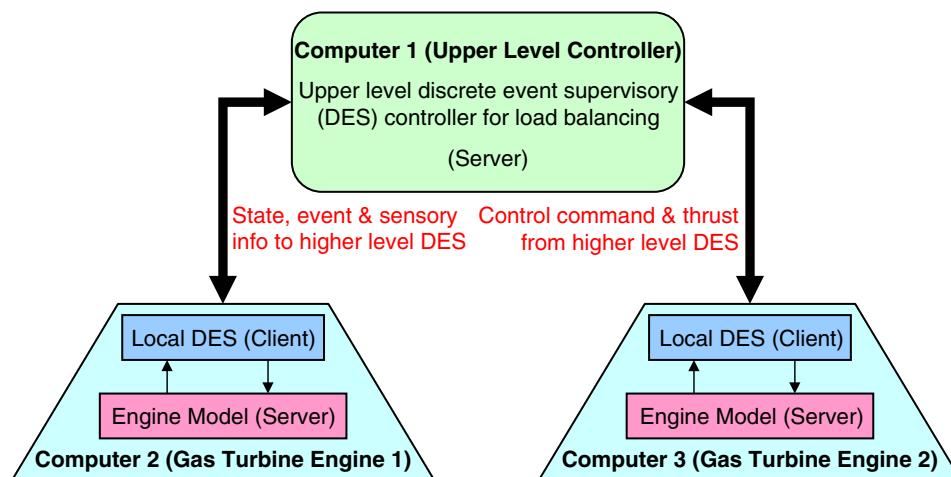 Computer 1 (Upper Level Controller)
Upper level discrete event supervisory
(DES) controller for load balancing
(Server)
State, event & sensory
info to higher level DES
Control command & thrust
from higher level DES
Local DES (Client)
Engine Model (Server)
Computer 2 (Gas Turbine Engine 1)
Local DES (Client)
Engine Model (Server)
Computer 3 (Gas Turbine Engine 2)